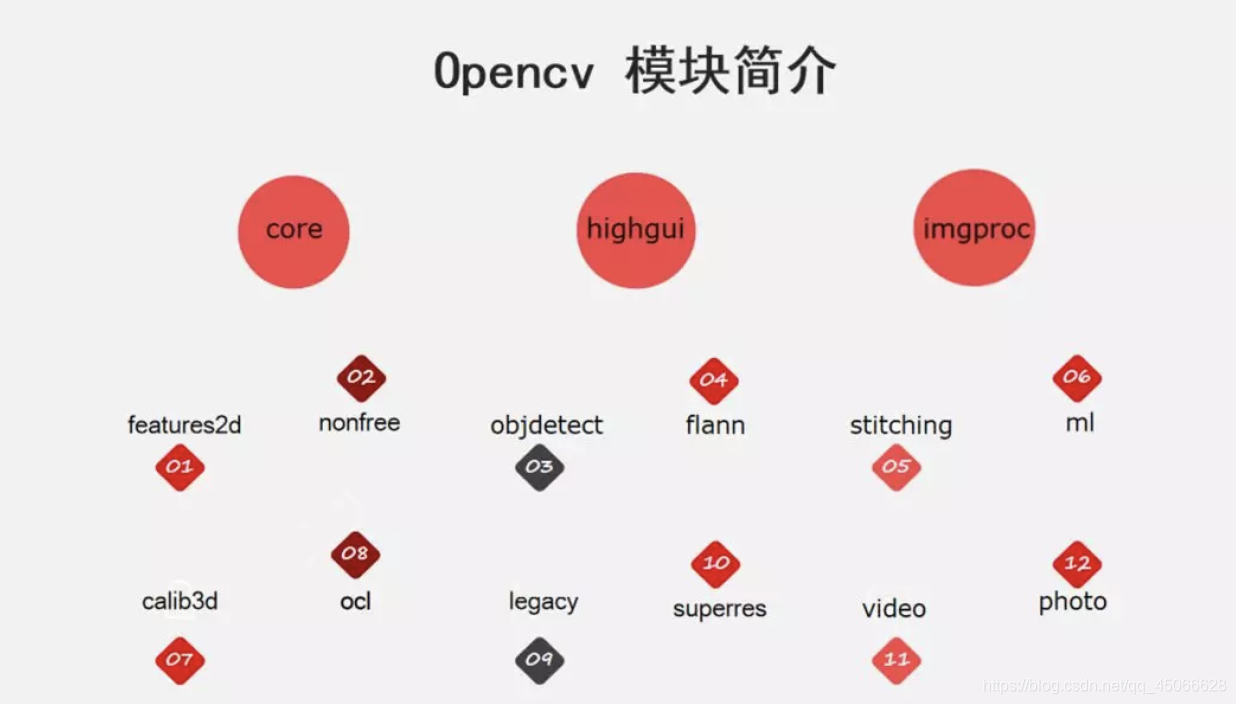 Opencv 模块简介
core
highgui
imgproc
02
04
06
features2d
nonfree
objdetect
flann
stitching
ml
01
03
05
08
10
12
calib3d
ocl
legacy
superres
video
photo
07
09
11
https://blog.csdn.net/qq_45066628